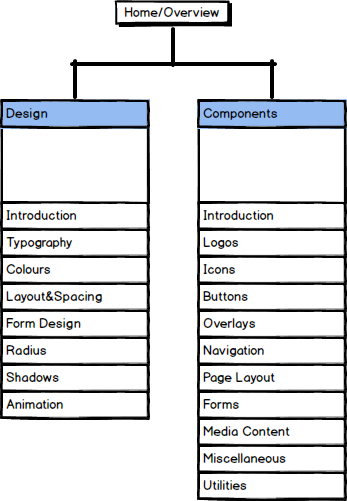 Home/Overview
Design
Introduction
Typography
Colours
Layout&Spacing
Form Design
Radius
Shadows
Animation
Components
Introduction
Logos
Icons
Buttons
Overlays
Navigation
Page Layout
Forms
Media Content
Miscellaneous
Utilities